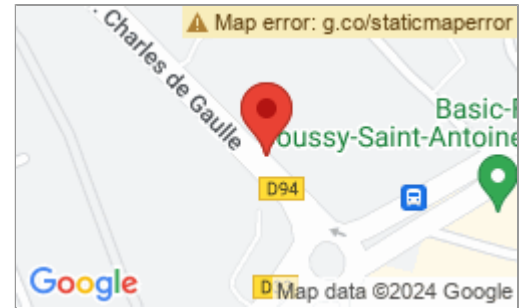 Map error: g.co/staticmaperror
. Charles de Gaulle
Basic-F
oussy-Saint-Antoine
D94
Google
Map data ©2024 Google